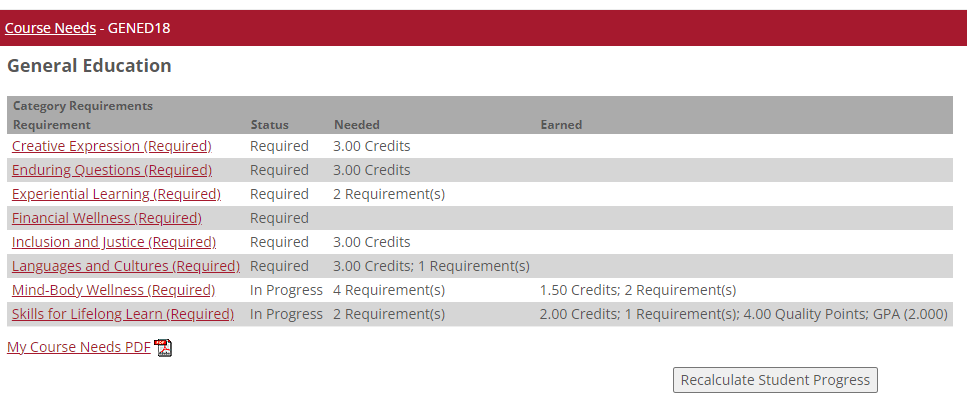 Course Needs - GENED18
General Education
Category Requirements
Requirement Status Needed Earned
Creative Expression (Required) Required 3.00 Credits
Enduring Questions (Required) Required 3.00 Credits
Experiential Learning (Required) Required 2 Requirement(s)
Financial Wellness (Required) Required
Inclusion and Justice (Required) Required 3.00 Credits
Languages and Cultures (Required) Required 3.00 Credits; 1 Requirement(s)
Mind-Body Wellness (Required) In Progress 4 Requirement(s) 1.50 Credits; 2 Requirement(s)
Skills for Lifelong Learn (Required) In Progress 2 Requirement(s) 2.00 Credits; 1 Requirement(s); 4.00 Quality Points; GPA (2.000)
My Course Needs PDF
Recalculate Student Progress